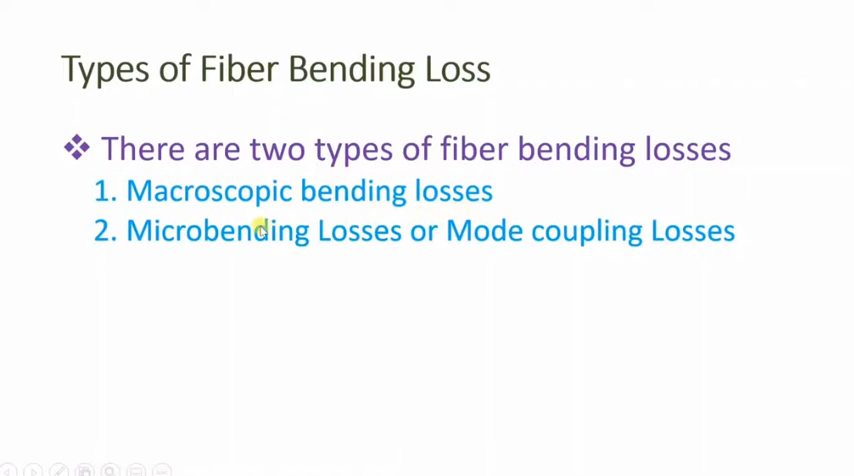 Types of Fiber Bending Loss
❖ There are two types of fiber bending losses
1. Macroscopic bending losses
2. Microbending Losses or Mode coupling Losses